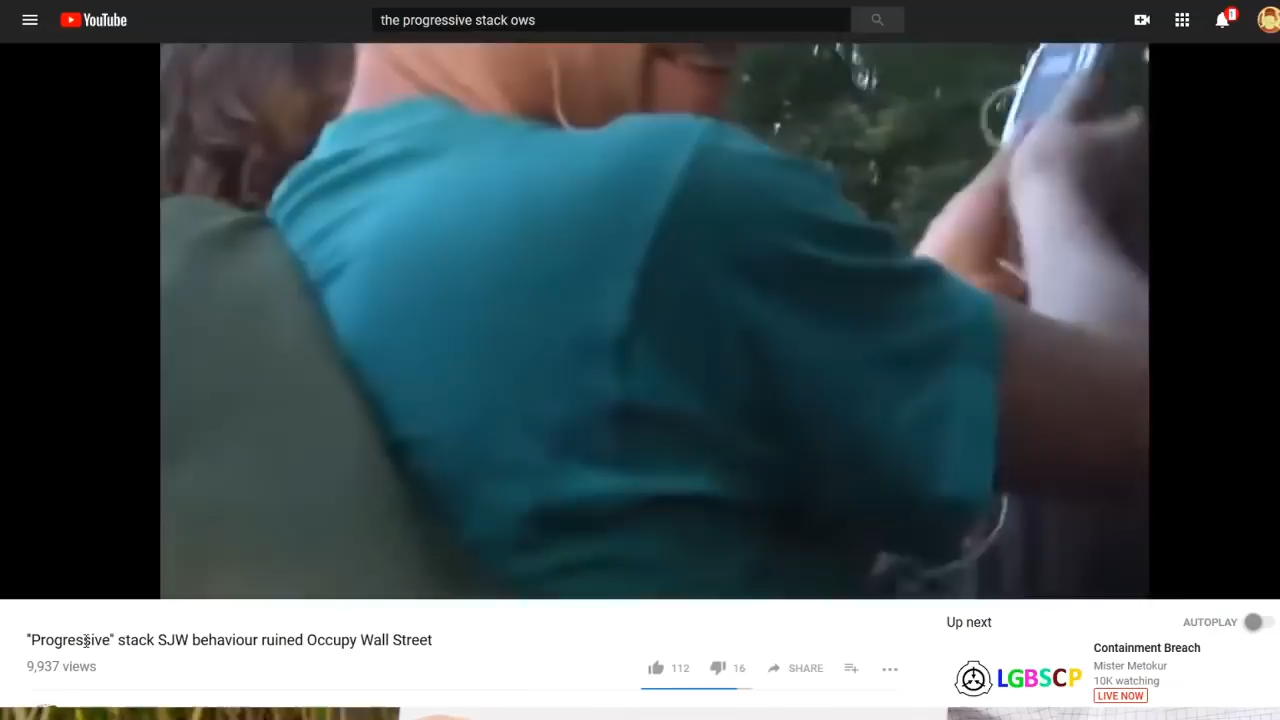 YouTube
the progressive stack ows
1
"Progressive" stack SJW behaviour ruined Occupy Wall Street
9,937 views
112
16
SHARE
Up next
AUTOPLAY
LGBSCP
Containment Breach
Mister Metokur
10K watching
LIVE NOW